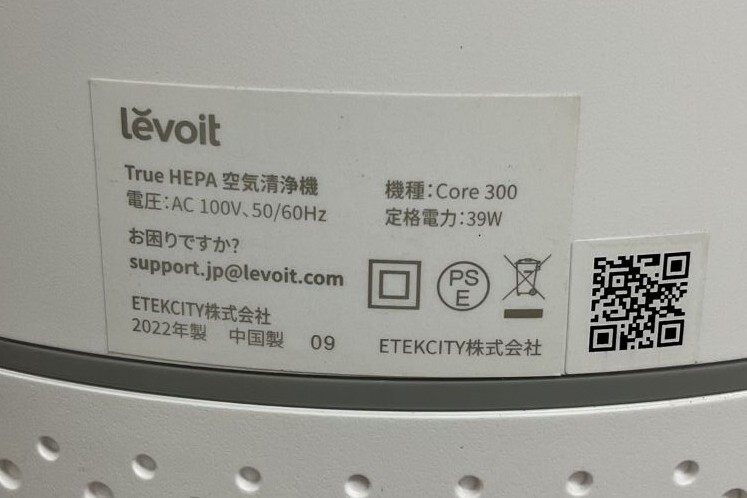 levoit
True HEPA 空気清浄機
電圧:AC 100V、50/60Hz
機種:Core 300
定格電力:39W
お困りですか?
support.jp@levoit.com
PS
E
ETEKCITY株式会社
2022年製 中国製 09
ETEKCITY株式会社